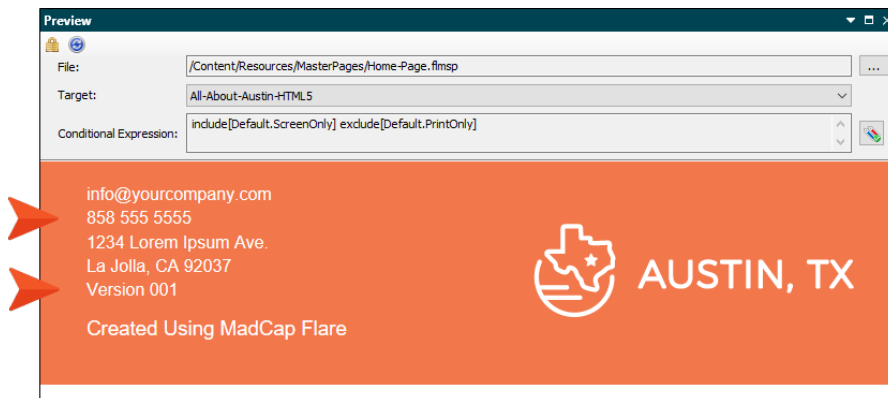 Preview
File:
/Content/Resources/MasterPages/Home-Page.flmsp
...
Target:
All-About-Austin-HTML5
Conditional Expression:
include[Default.ScreenOnly] exclude[Default.PrintOnly]
info@yourcompany.com
858 555 5555
1234 Lorem Ipsum Ave.
La Jolla, CA 92037
Version 001
Created Using MadCap Flare
AUSTIN, TX